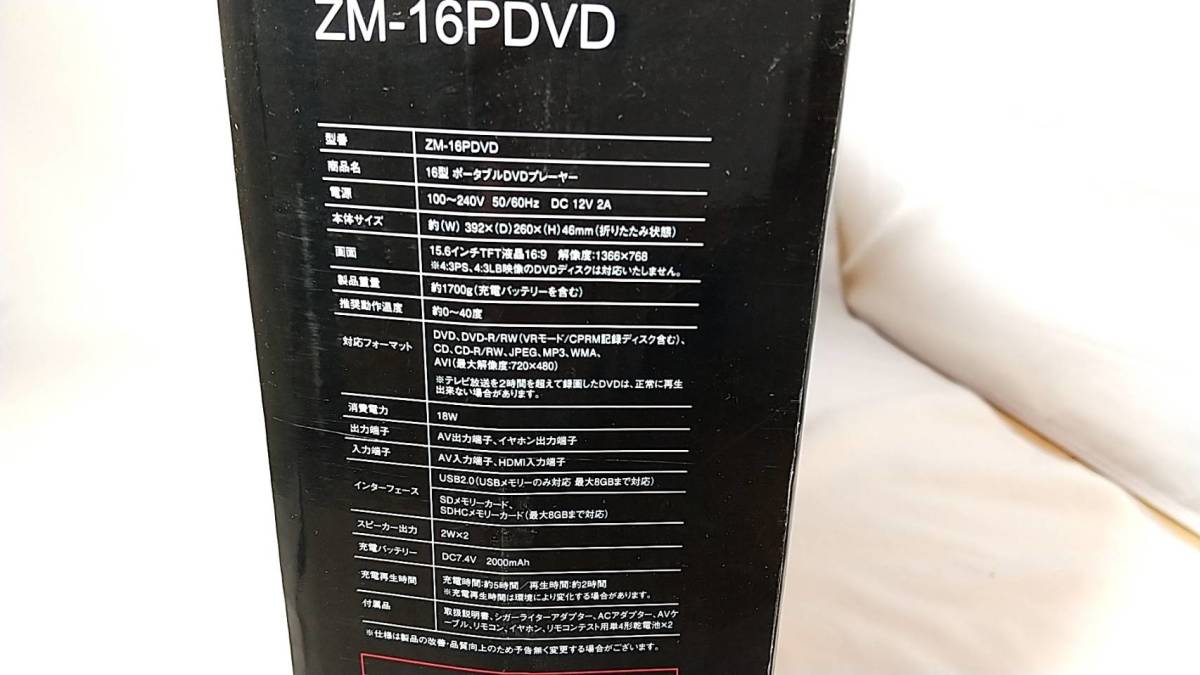 ZM-16PDVD
型番 ZM-16PDVD
商品名 16型 ポータブルDVDプレーヤー
電源 100～240V 50/60Hz DC 12V 2A
本体サイズ 約(W) 392×(D)260×(H)46mm(折りたたみ状態)
画面 15.6インチTFT液晶16:9 解像度:1366×768
※4:3PS、4:3LB映像のDVDディスクは対応いたしません。
製品重量 約1700g(充電バッテリーを含む)
推奨動作温度 約0～40度
対応フォーマット DVD、DVD-R/RW(VRモード/CPRM記録ディスク含む)、
CD、CD-R/RW、JPEG、MP3、WMA、
AVI(最大解像度:720×480)
※テレビ放送を2時間を超えて録画したDVDは、正常に再生
出来ない場合があります。
消費電力 18W
出力端子 AV出力端子、イヤホン出力端子
入力端子 AV入力端子、HDMI入力端子
インターフェース USB2.0(USBメモリーのみ対応 最大8GBまで対応)
SDメモリーカード、
SDHCメモリーカード(最大8GBまで対応)
スピーカー出力 2W×2
充電バッテリー DC7.4V 2000mAh
充電再生時間 充電時間:約5時間/再生時間:約2時間
※充電再生時間は環境により変化する場合があります。
付属品 取扱説明書、シガーライターアダプター、ACアダプター、AVケ
ーブル、リモコン、イヤホン、リモコンテスト用単4形乾電池×2
※仕様は製品の改善・品質向上のため予告無く変更する場合がございます。